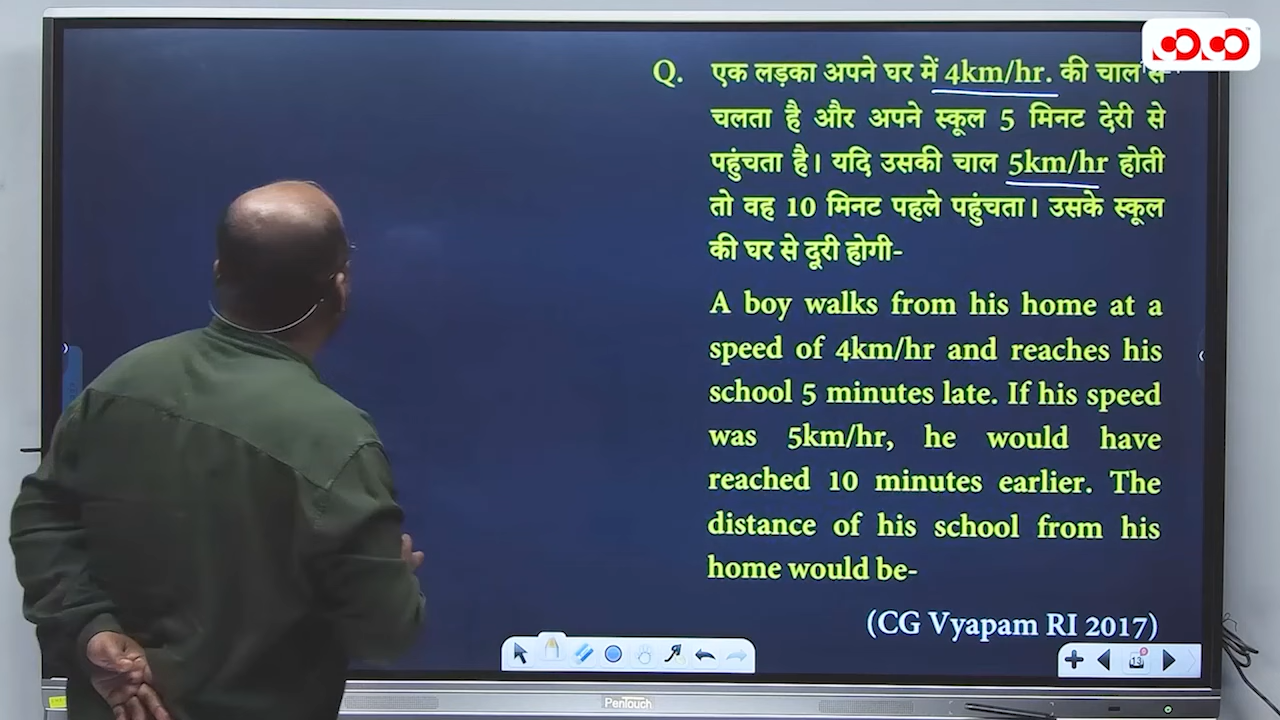 Q. एक लड़का अपने घर में 4km/hr. की चाल से
चलता है और अपने स्कूल 5 मिनट देरी से
पहुंचता है। यदि उसकी चाल 5km/hr होती
तो वह 10 मिनट पहले पहुंचता। उसके स्कूल
की घर से दूरी होगी-
A boy walks from his home at a
speed of 4km/hr and reaches his
school 5 minutes late. If his speed
was 5km/hr, he would have
reached 10 minutes earlier. The
distance of his school from his
home would be-
(CG Vyapam RI 2017)
13
PenTouch